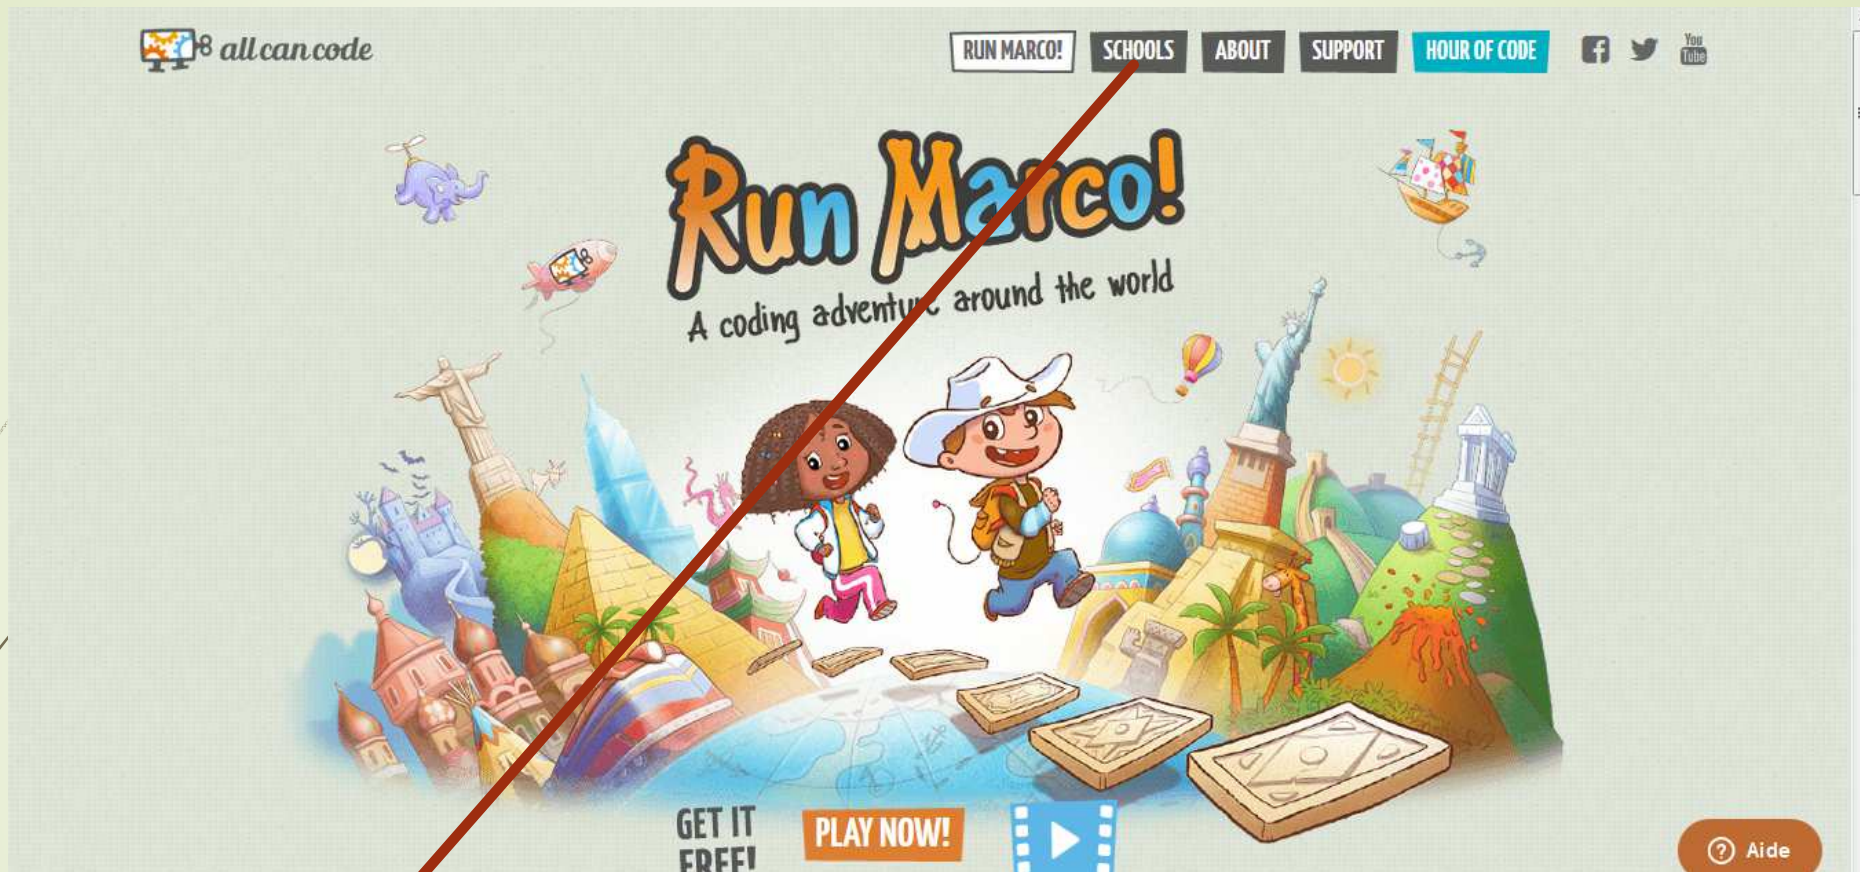 allcancode
RUN MARCO! SCHOOLS ABOUT SUPPORT HOUR OF CODE You Tube
Run Marco!
A coding adventure around the world
GET IT
FREE!
PLAY NOW!
Aide